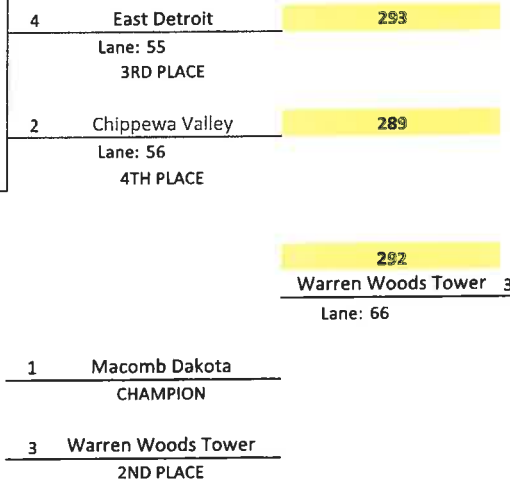 4 East Detroit 293
Lane: 55
3RD PLACE
2 Chippewa Valley 289
Lane: 56
4TH PLACE
292
Warren Woods Tower 3
Lane: 66
1 Macomb Dakota
CHAMPION
3 Warren Woods Tower
2ND PLACE